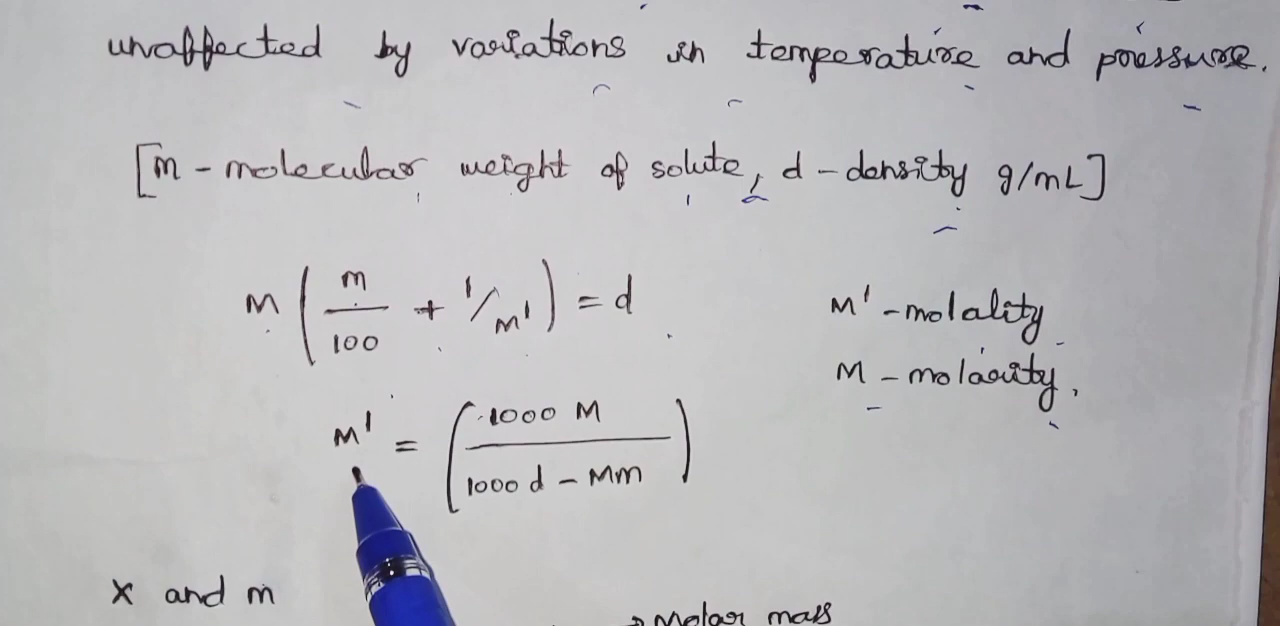 unaffected by variations in temperature and pressure.
[m - molecular weight of solute, d - density g/mL]
M ( m/100 + 1/M' ) = d
M' - molality
M - molarity.
M' = ( 1000 M / 1000 d - Mm )
x and m
→ Molar mass